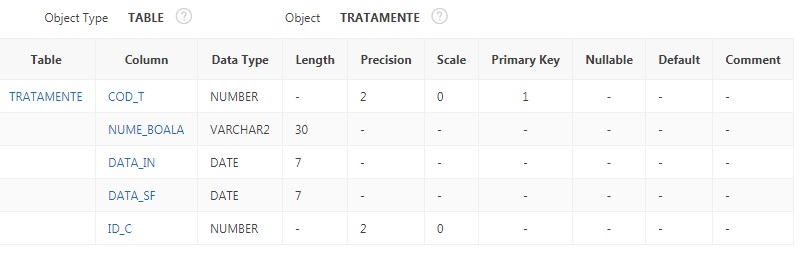 Object Type TABLE ? Object TRATAMENTE ?
Table Column Data Type Length Precision Scale Primary Key Nullable Default Comment
TRATAMENTE COD_T NUMBER - 2 0 1 - - -
NUME_BOALA VARCHAR2 30 - - - - - -
DATA_IN DATE 7 - - - - - -
DATA_SF DATE 7 - - - - - -
ID_C NUMBER - 2 0 - - - -